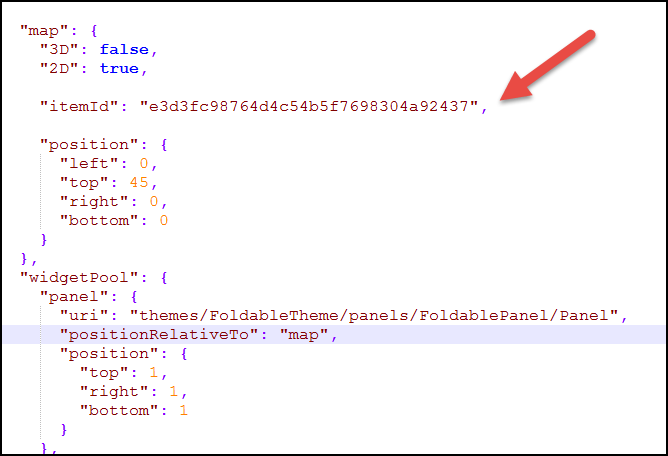 "map": {
"3D": false,
"2D": true,
"itemId": "e3d3fc98764d4c54b5f7698304a92437",
"position": {
"left": 0,
"top": 45,
"right": 0,
"bottom": 0
}
},
"widgetPool": {
"panel": {
"uri": "themes/FoldableTheme/panels/FoldablePanel/Panel",
"positionRelativeTo": "map",
"position": {
"top": 1,
"right": 1,
"bottom": 1
}
},